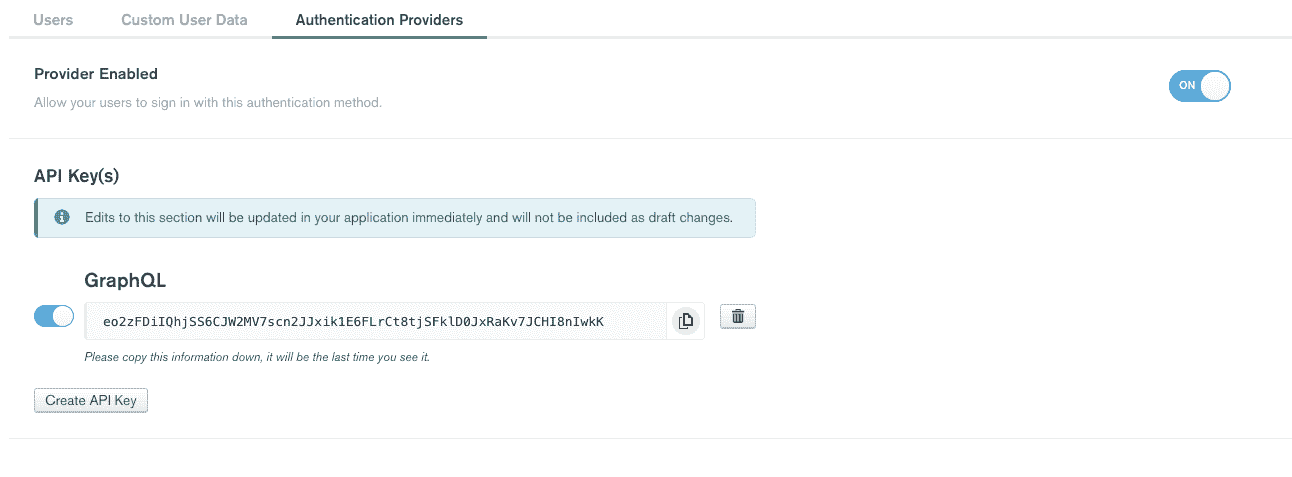 Users Custom User Data Authentication Providers
Provider Enabled
Allow your users to sign in with this authentication method.
ON
API Key(s)
Edits to this section will be updated in your application immediately and will not be included as draft changes.
GraphQL
eo2zFDiIQhjSS6CJW2MV7scn2JJxik1E6FLrCt8tjSFklD0JxRaKv7JCHI8nIwkK
Please copy this information down, it will be the last time you see it.
Create API Key